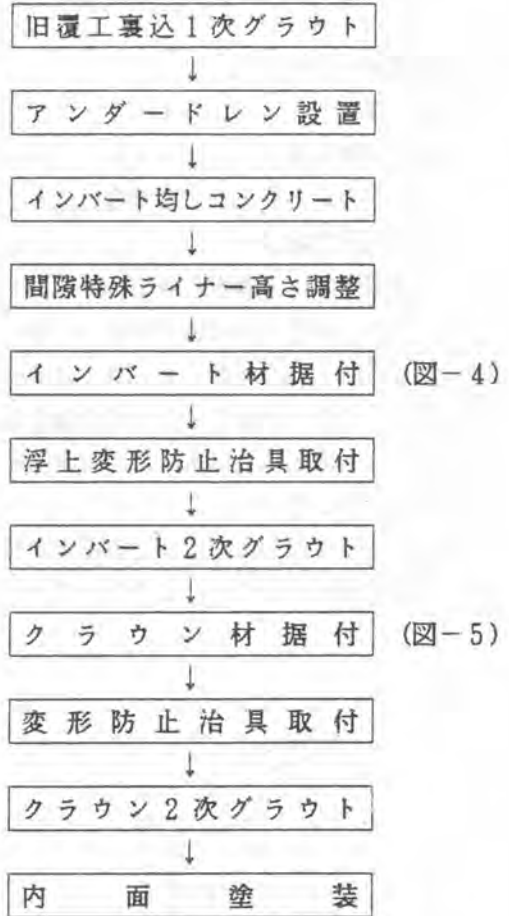 旧覆工裏込1次グラウト
↓
アンダードレン設置
↓
インバート均しコンクリート
↓
間隙特殊ライナー高さ調整
↓
インバート材据付 (図-4)
↓
浮上変形防止治具取付
↓
インバート2次グラウト
↓
クラウン材据付 (図-5)
↓
変形防止治具取付
↓
クラウン2次グラウト
↓
内面塗装